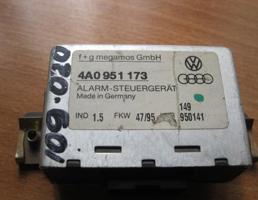 f+g megamos GmbH
4A0 951 173
ALARM-STEUERGERÄT
Made in Germany
149
IND 1.5 FKW 47/95 950141
109-080